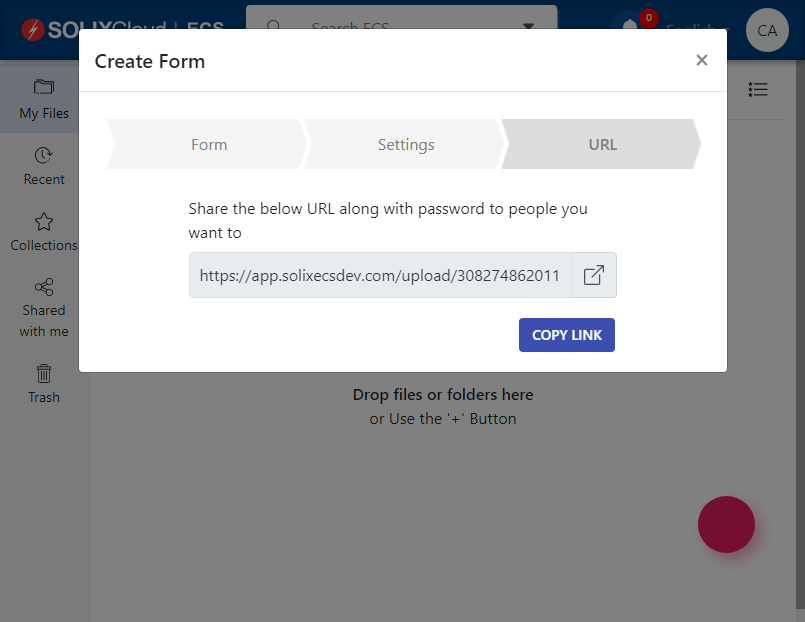 SOLIXCloud | ECS
Search ECS
0
English
CA
Create Form
×
My Files
Form
Settings
URL
Recent
Share the below URL along with password to people you
want to
Collections
https://app.solixecsdev.com/upload/308274862011
Shared
with me
COPY LINK
Trash
Drop files or folders here
or Use the '+' Button